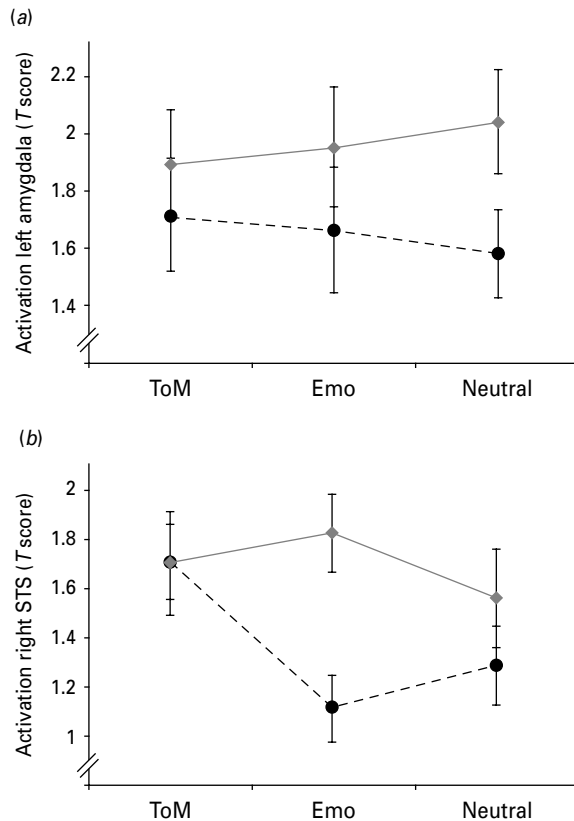 (a)
Activation left amygdala (T score)
2.2
2
1.8
1.6
1.4
ToM Emo Neutral
(b)
Activation right STS (T score)
2
1.8
1.6
1.4
1.2
1
ToM Emo Neutral